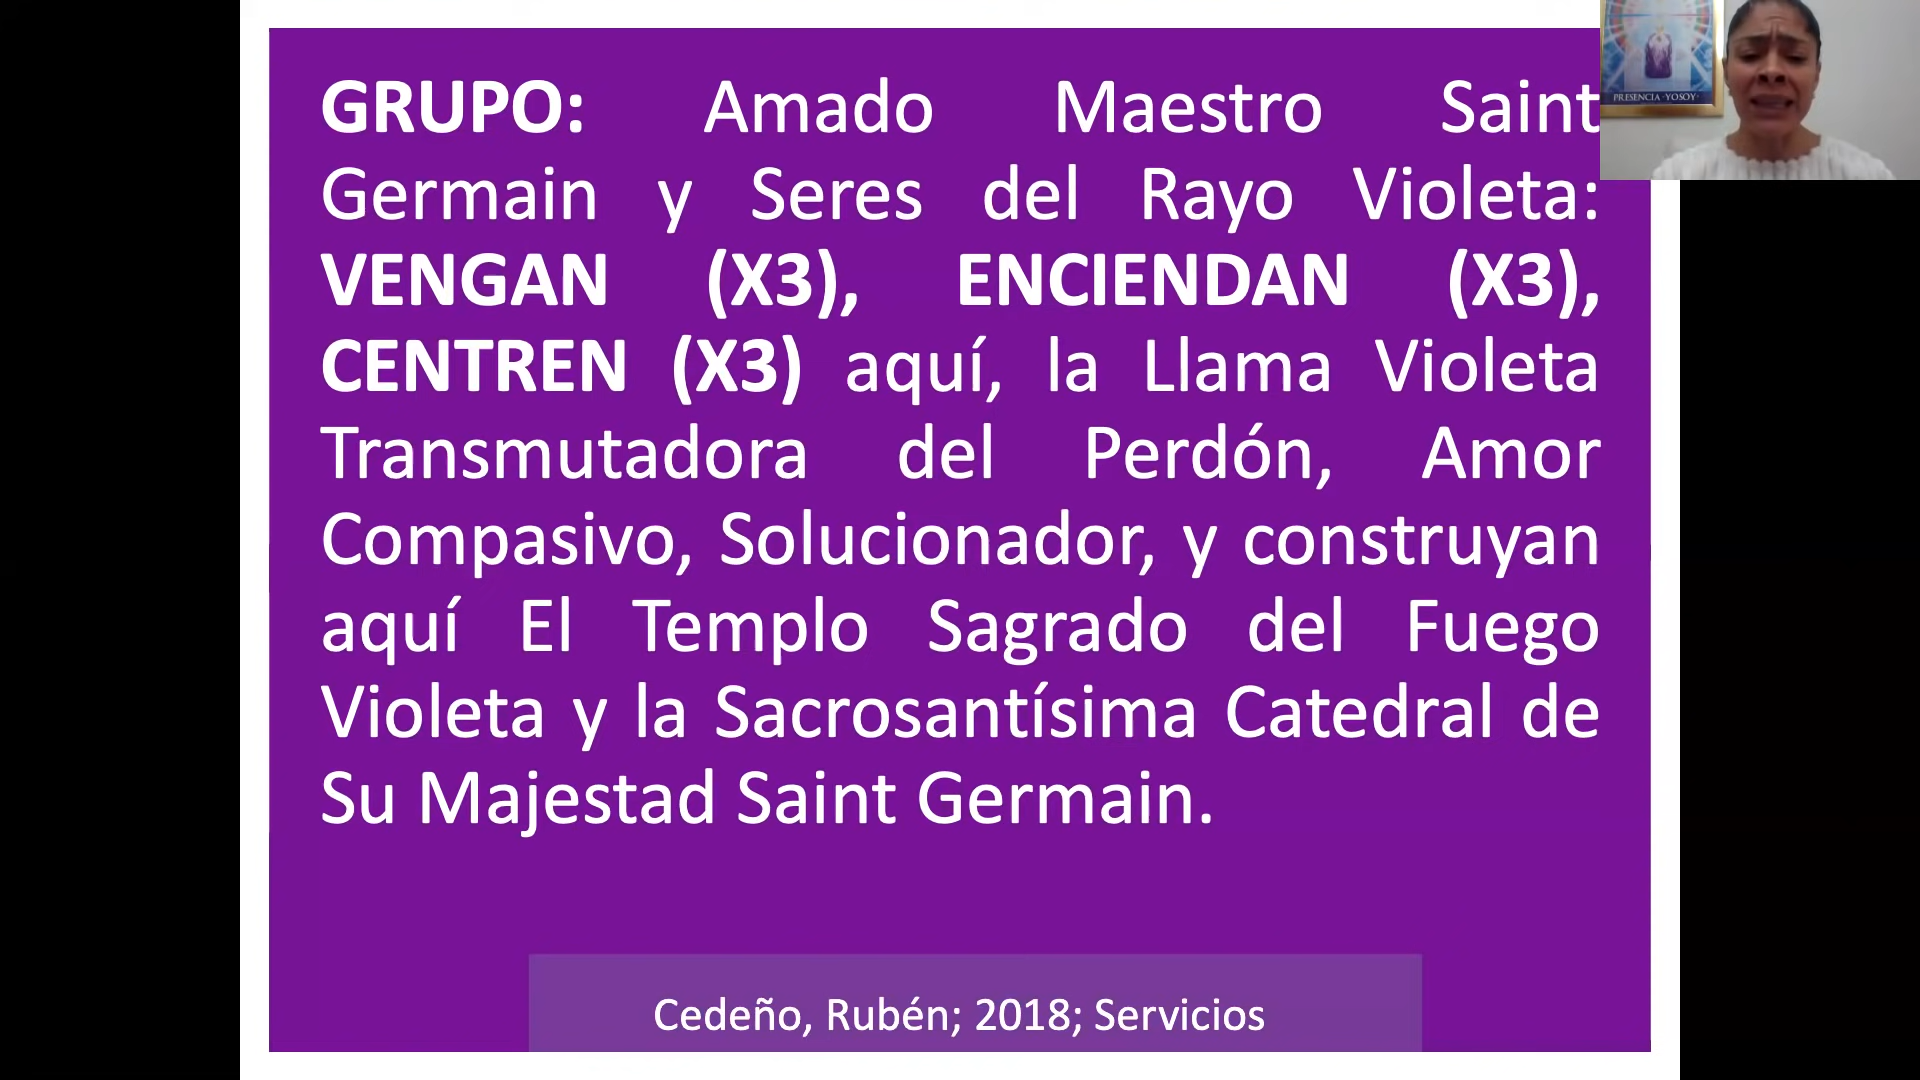 GRUPO: Amado Maestro Saint
Germain y Seres del Rayo Violeta:
VENGAN (X3), ENCIENDAN (X3),
CENTREN (X3) aquí, la Llama Violeta
Transmutadora del Perdón, Amor
Compasivo, Solucionador, y construyan
aquí El Templo Sagrado del Fuego
Violeta y la Sacrosantísima Catedral de
Su Majestad Saint Germain.
Cedeño, Rubén; 2018; Servicios
PRESENCIA "YO SOY"